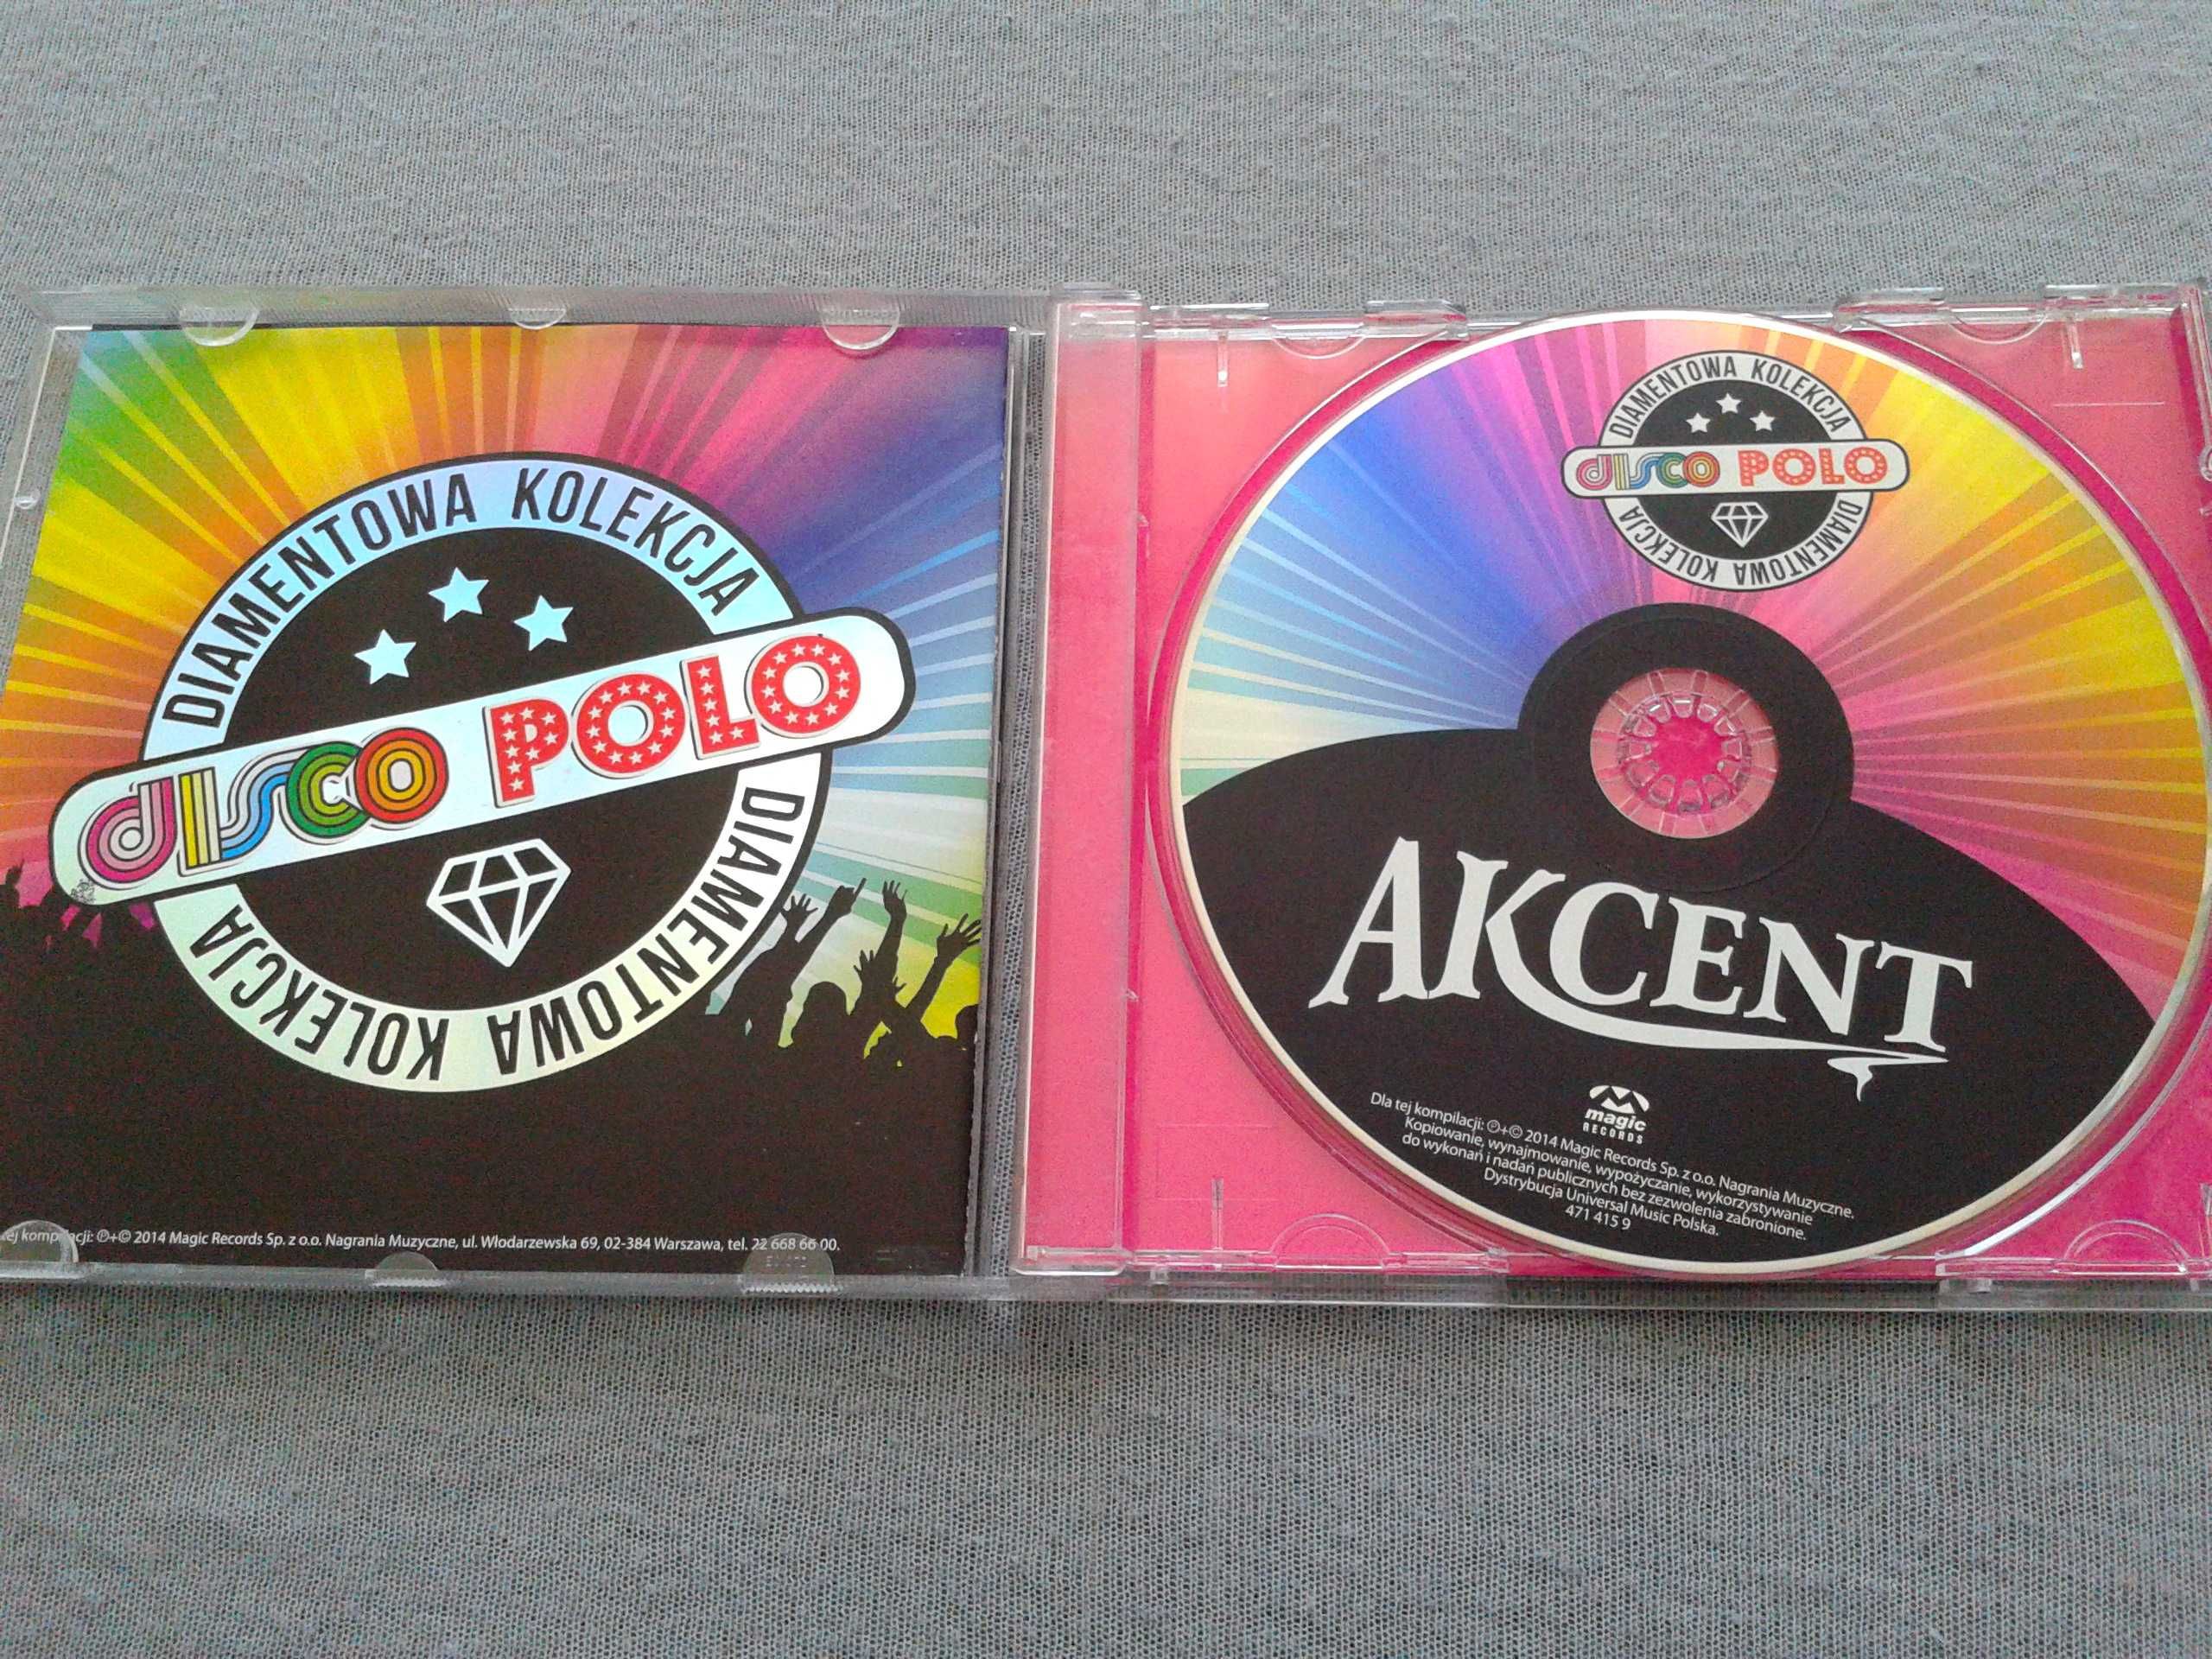 DIAMENTOWA KOLEKCJA
disco POLO
DIAMENTOWA KOLEKCJA
kompilacji: ℗+© 2014 Magic Records Sp. z o.o. Nagrania Muzyczne, ul. Włodarzewska 69, 02-384 Warszawa, tel. 22 668 66 00.
DIAMENTOWA KOLEKCJA
disco POLO
DIAMENTOWA KOLEKCJA
AKCENT
magic
RECORDS
Dla tej kompilacji: ℗+© 2014 Magic Records Sp. z o.o. Nagrania Muzyczne.
Kopiowanie, wynajmowanie, wypożyczanie, wykorzystywanie
do wykonań i nadań publicznych bez zezwolenia zabronione.
Dystrybucja Universal Music Polska.
471 415 9